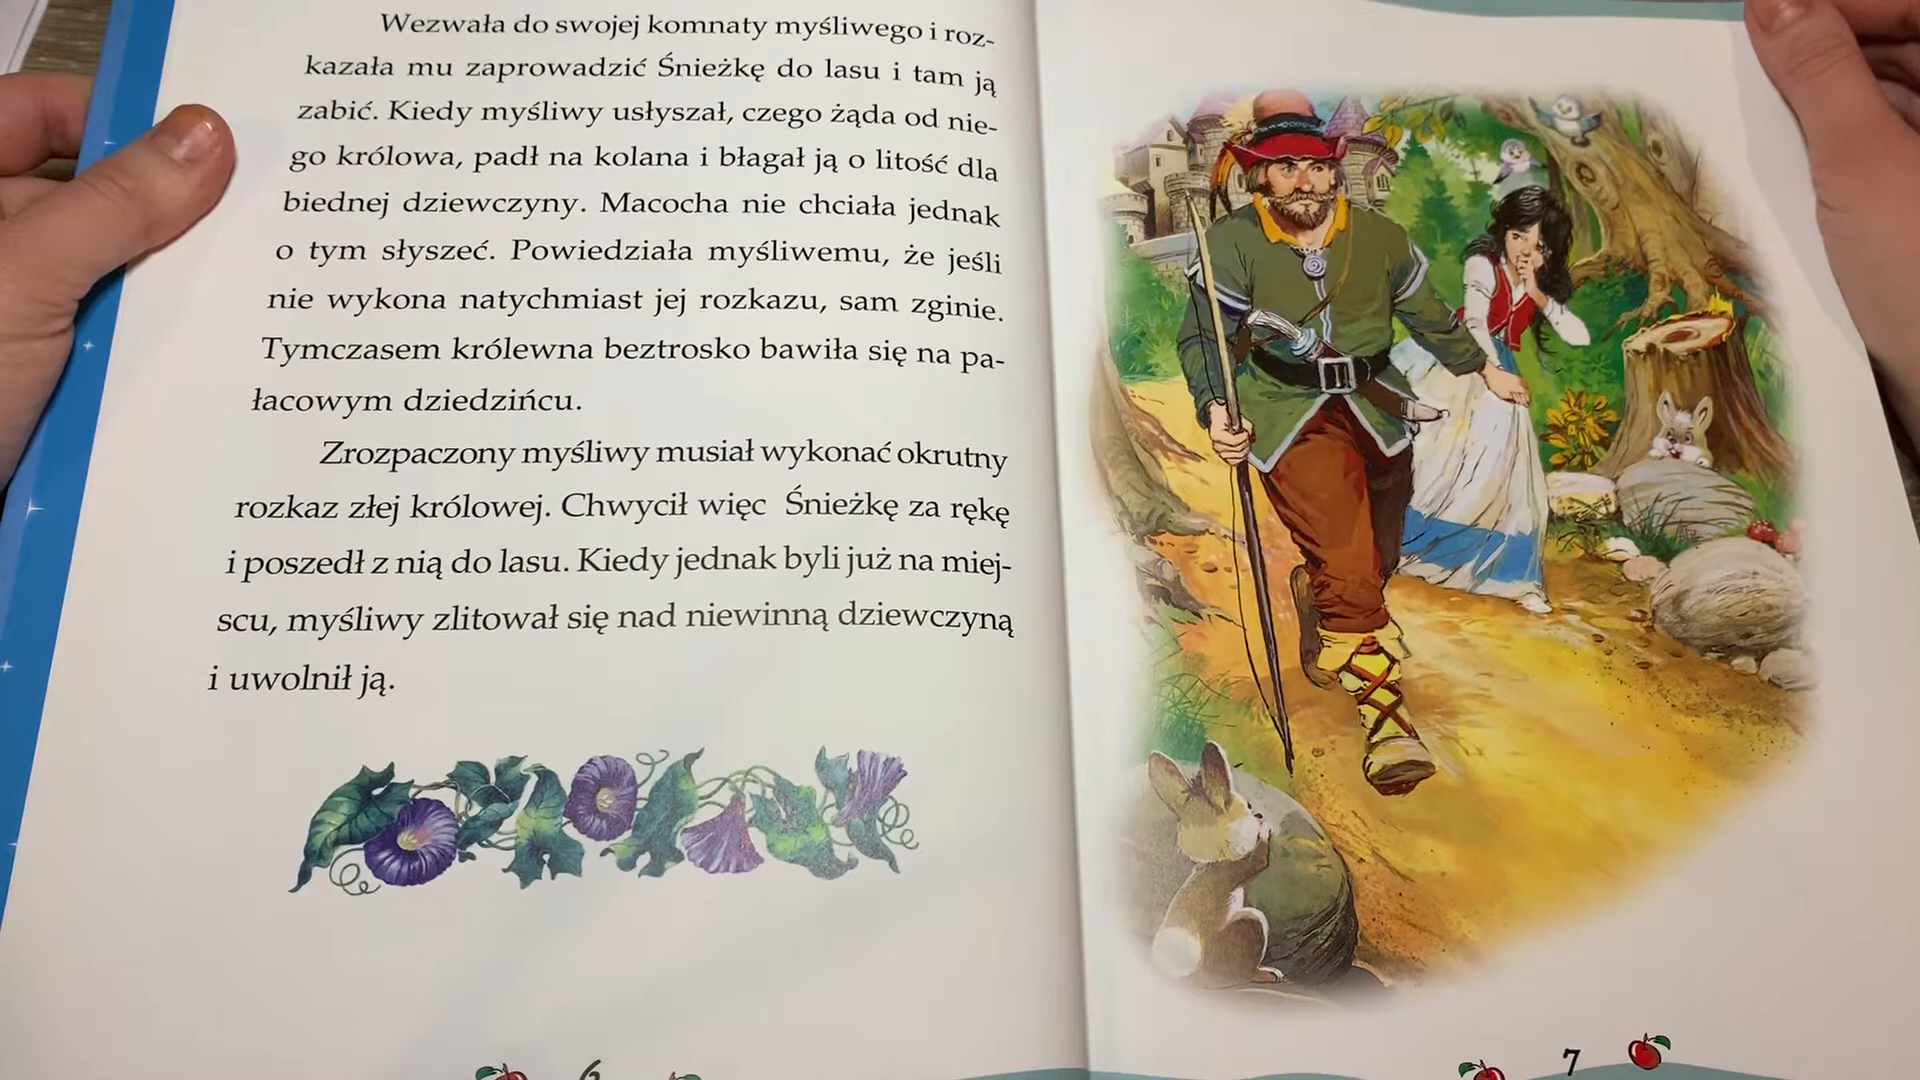 Wezwała do swojej komnaty myśliwego i roz-
kazała mu zaprowadzić Śnieżkę do lasu i tam ją
zabić. Kiedy myśliwy usłyszał, czego żąda od nie-
go królowa, padł na kolana i błagał ją o litość dla
biednej dziewczyny. Macocha nie chciała jednak
o tym słyszeć. Powiedziała myśliwemu, że jeśli
nie wykona natychmiast jej rozkazu, sam zginie.
Tymczasem królewna beztrosko bawiła się na pa-
łacowym dziedzińcu.
Zrozpaczony myśliwy musiał wykonać okrutny
rozkaz złej królowej. Chwycił więc Śnieżkę za rękę
i poszedł z nią do lasu. Kiedy jednak byli już na miej-
scu, myśliwy zlitował się nad niewinną dziewczyną
i uwolnił ją.
6
7